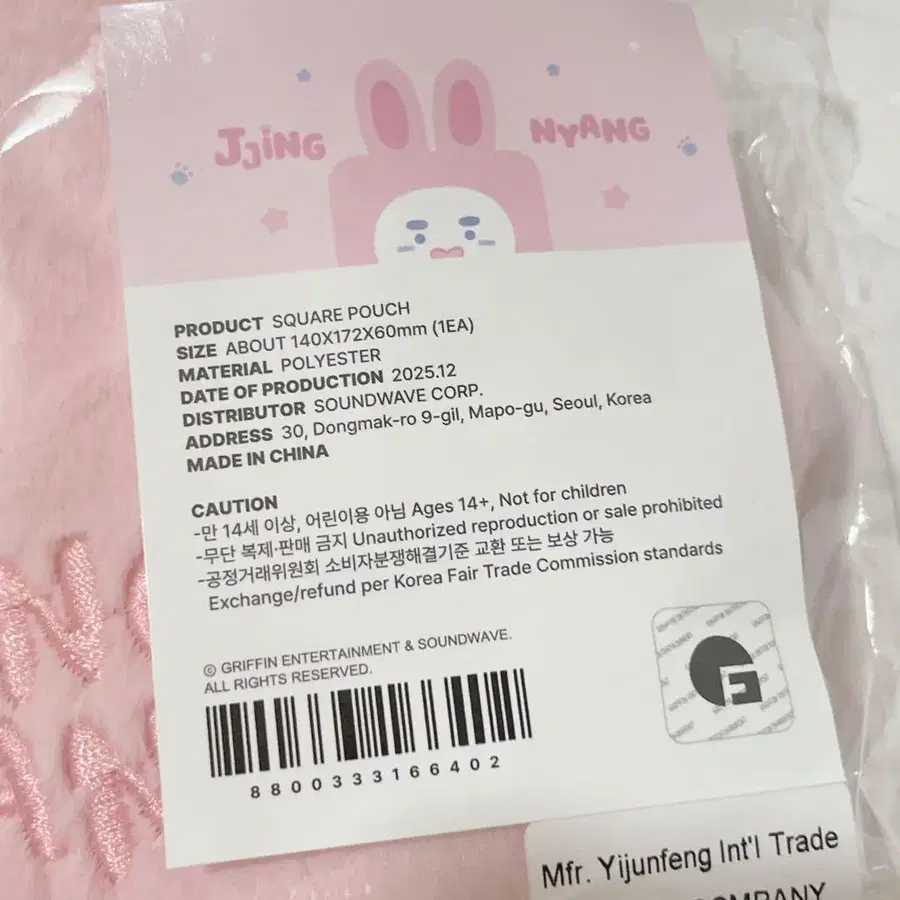 JJING NYANG
PRODUCT SQUARE POUCH
SIZE ABOUT 140X172X60mm (1EA)
MATERIAL POLYESTER
DATE OF PRODUCTION 2025.12
DISTRIBUTOR SOUNDWAVE CORP.
ADDRESS 30, Dongmak-ro 9-gil, Mapo-gu, Seoul, Korea
MADE IN CHINA
CAUTION
-만 14세 이상, 어린이용 아님 Ages 14+, Not for children
-무단 복제·판매 금지 Unauthorized reproduction or sale prohibited
-공정거래위원회 소비자분쟁해결기준 교환 또는 보상 가능
Exchange/refund per Korea Fair Trade Commission standards
© GRIFFIN ENTERTAINMENT & SOUNDWAVE.
ALL RIGHTS RESERVED.
8800333166402
Mfr. Yijunfeng Int'l Trade
COMPANY